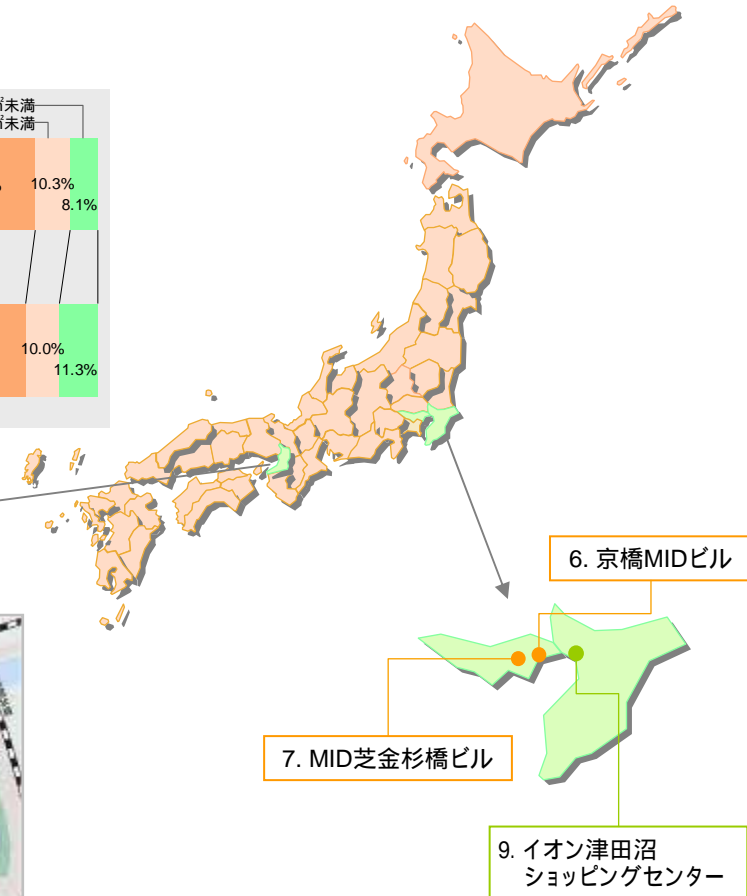 ㎡未満
㎡未満
10.3%
8.1%
10.0%
11.3%
6. 京橋MIDビル
7. MID芝金杉橋ビル
9. イオン津田沼
ショッピングセンター